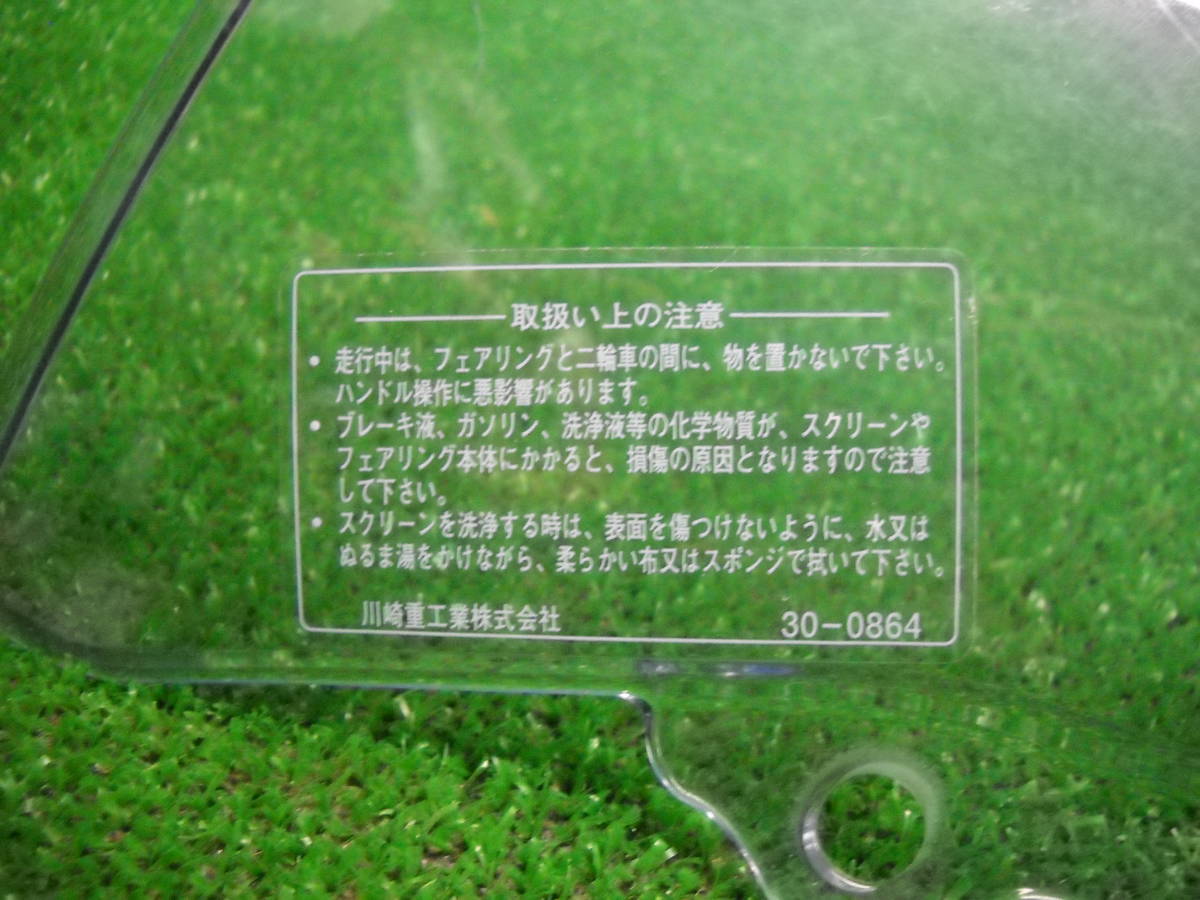 取扱い上の注意
• 走行中は、フェアリングと二輪車の間に、物を置かないで下さい。
ハンドル操作に悪影響があります。
• ブレーキ液、ガソリン、洗浄液等の化学物質が、スクリーンや
フェアリング本体にかかると、損傷の原因となりますので注意
して下さい。
• スクリーンを洗浄する時は、表面を傷つけないように、水又は
ぬるま湯をかけながら、柔らかい布又はスポンジで拭いて下さい。
川崎重工業株式会社 30-0864